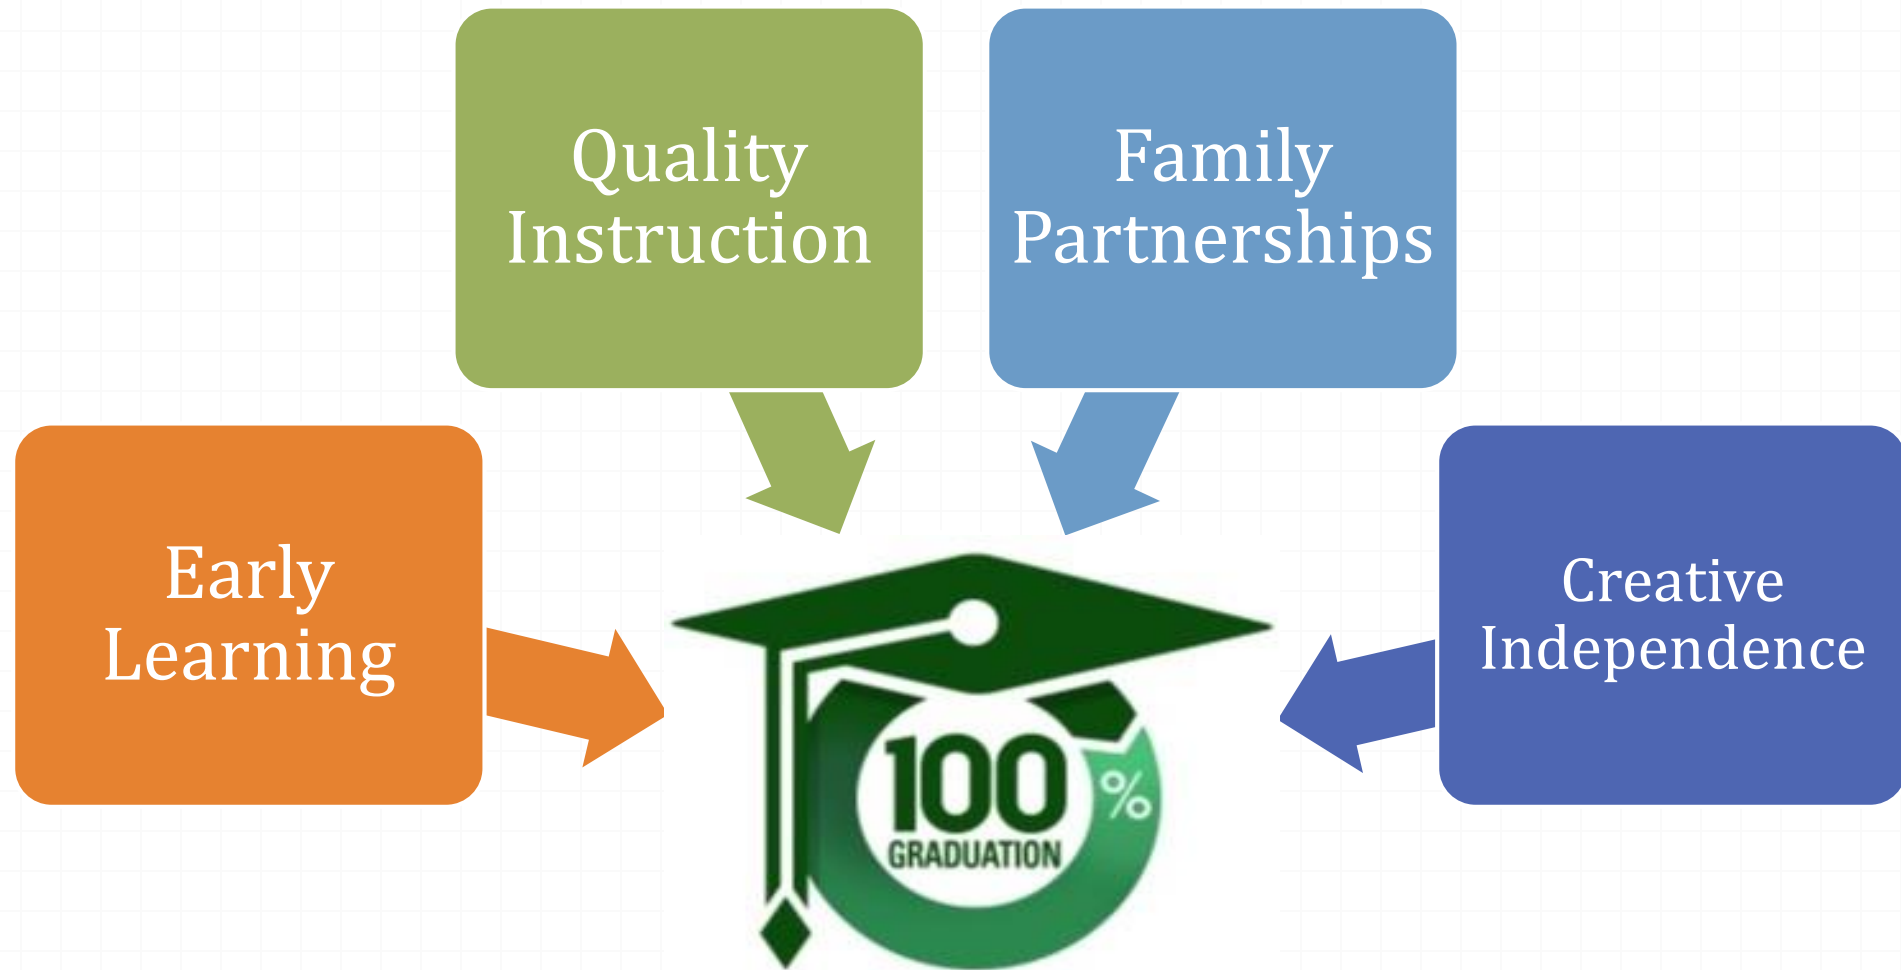 Quality
Instruction
Family
Partnerships
Early
Learning
Creative
Independence
100
%
GRADUATION